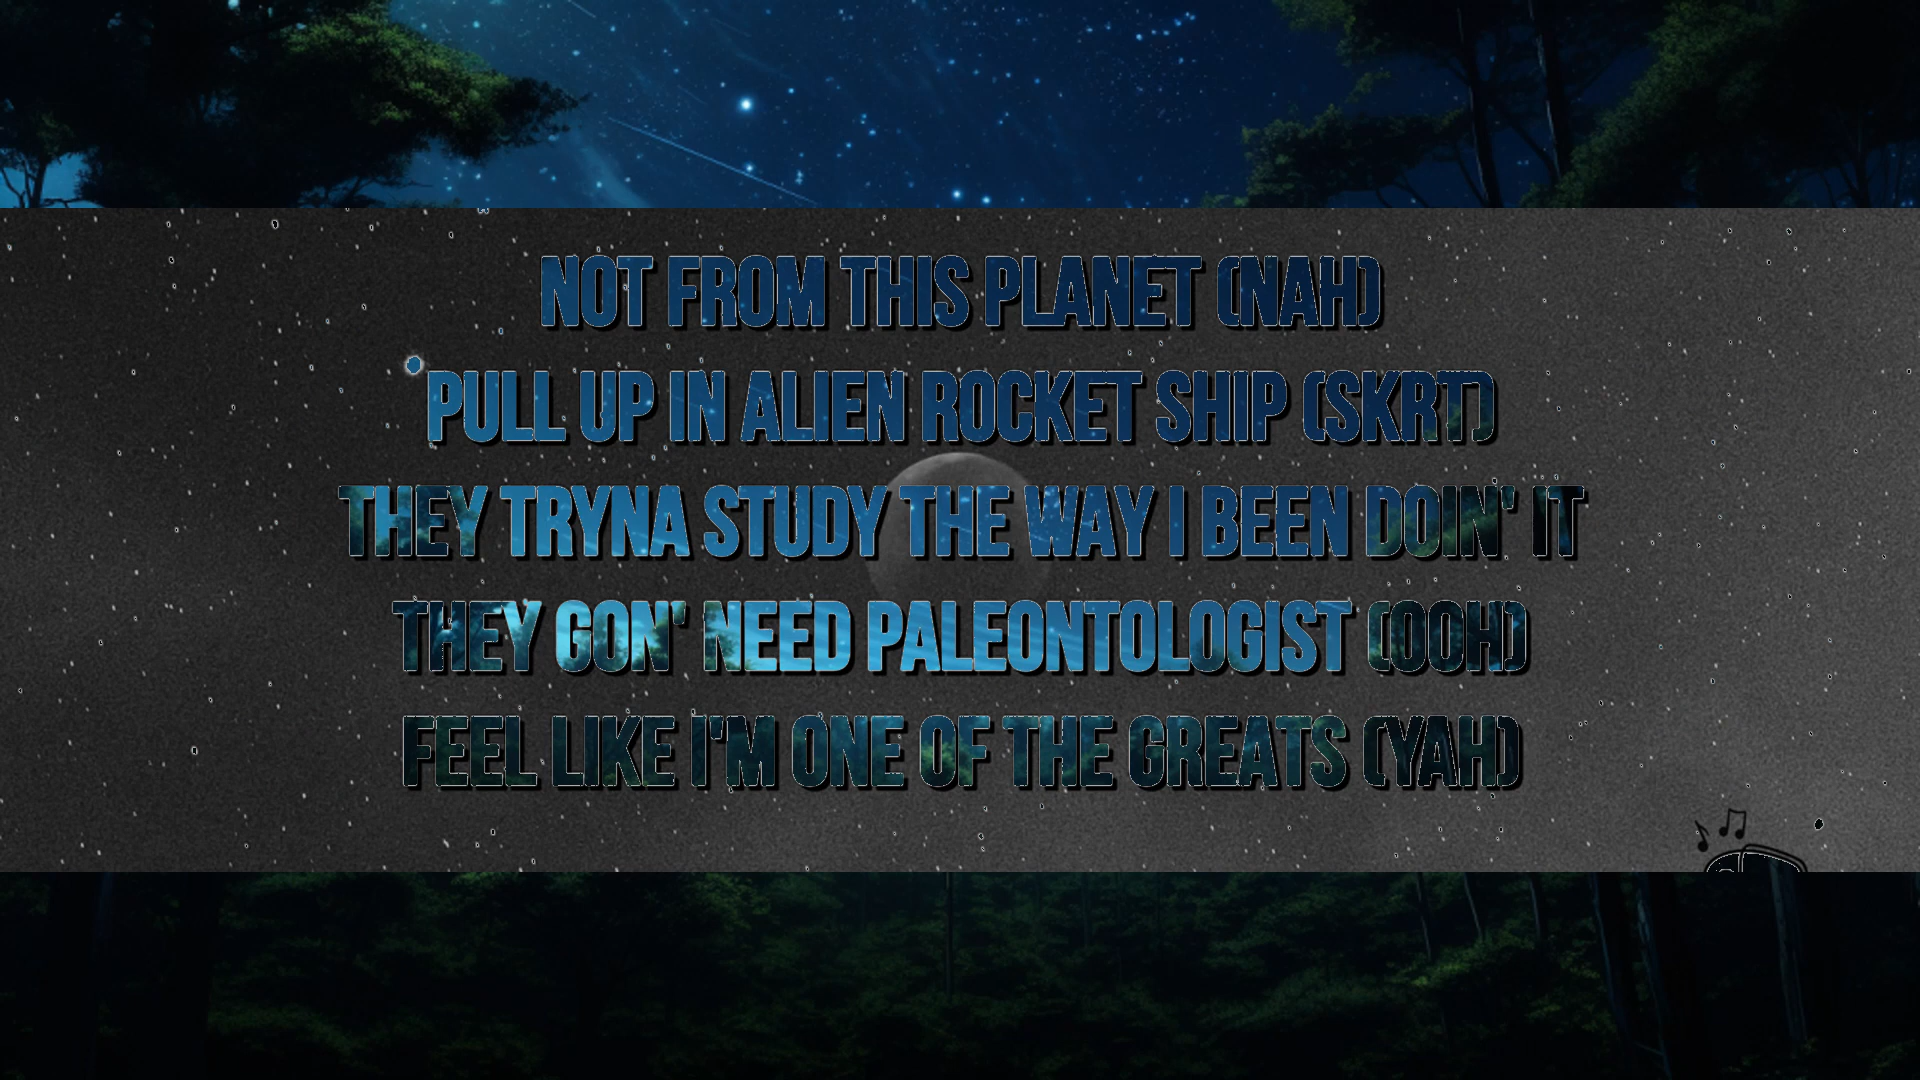 NOT FROM THIS PLANET (NAH)
PULL UP IN ALIEN ROCKET SHIP (SKRT)
THEY TRYNA STUDY THE WAY I BEEN DOIN' IT
THEY GON' NEED PALEONTOLOGIST (OOH)
FEEL LIKE I'M ONE OF THE GREATS (YAH)